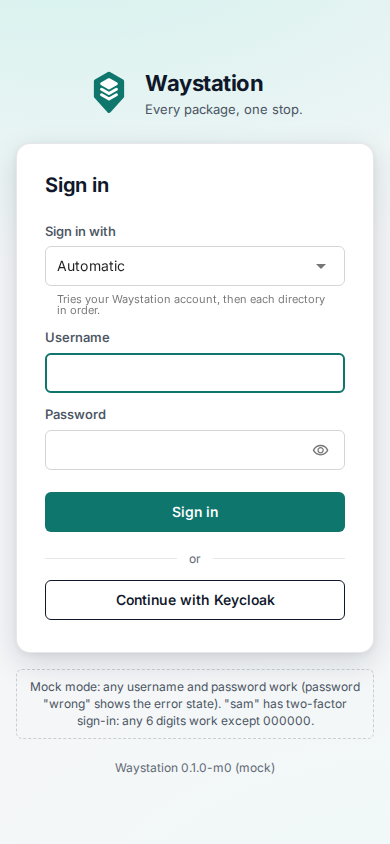 Waystation
Every package, one stop.
Sign in
Sign in with
Automatic
Tries your Waystation account, then each directory
in order.
Username
Password
Sign in
or
Continue with Keycloak
Mock mode: any username and password work (password
"wrong" shows the error state). "sam" has two-factor
sign-in: any 6 digits work except 000000.
Waystation 0.1.0-m0 (mock)